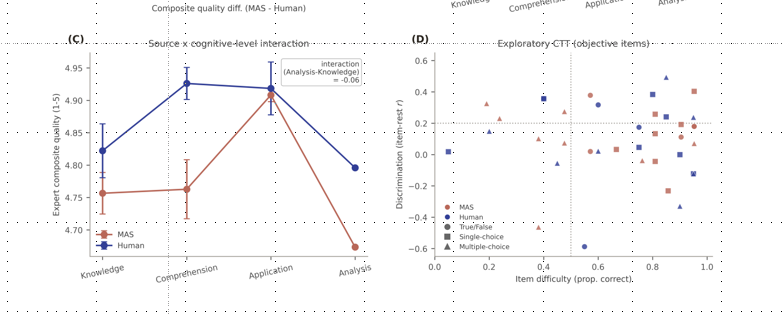 Composite quality diff. (MAS - Human)
Knowledge
Comprehension
Application
Analysis
(C)
Source x cognitive-level interaction
interaction
(Analysis-Knowledge)
= -0.06
Expert composite quality (1-5)
4.95
4.90
4.85
4.80
4.75
4.70
MAS
Human
Knowledge
Comprehension
Application
Analysis
(D)
Exploratory CTT (objective items)
Discrimination (item-rest r)
0.6
0.4
0.2
0.0
−0.2
−0.4
−0.6
MAS
Human
True/False
Single-choice
Multiple-choice
0.0
0.2
0.4
0.6
0.8
1.0
Item difficulty (prop. correct)